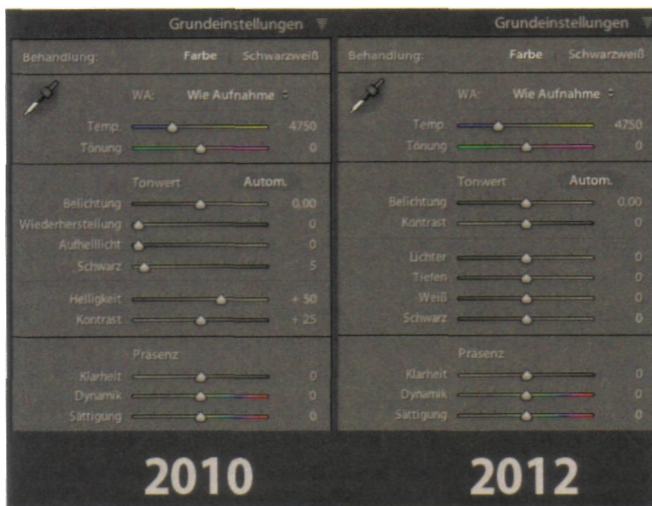 Grundeinstellungen
Behandlung: Farbe Schwarzweiß
WA: Wie Aufnahme
Temp. 4750
Tönung 0
Tonwert Autom.
Belichtung 0,00
Wiederherstellung 0
Aufhelllicht 0
Schwarz 5
Helligkeit + 50
Kontrast + 25
Präsenz
Klarheit 0
Dynamik 0
Sättigung 0
2010
Grundeinstellungen
Behandlung: Farbe Schwarzweiß
WA: Wie Aufnahme
Temp. 4750
Tönung 0
Tonwert Autom.
Belichtung 0,00
Kontrast 0
Lichter 0
Tiefen 0
Weiß 0
Schwarz 0
Präsenz
Klarheit 0
Dynamik 0
Sättigung 0
2012